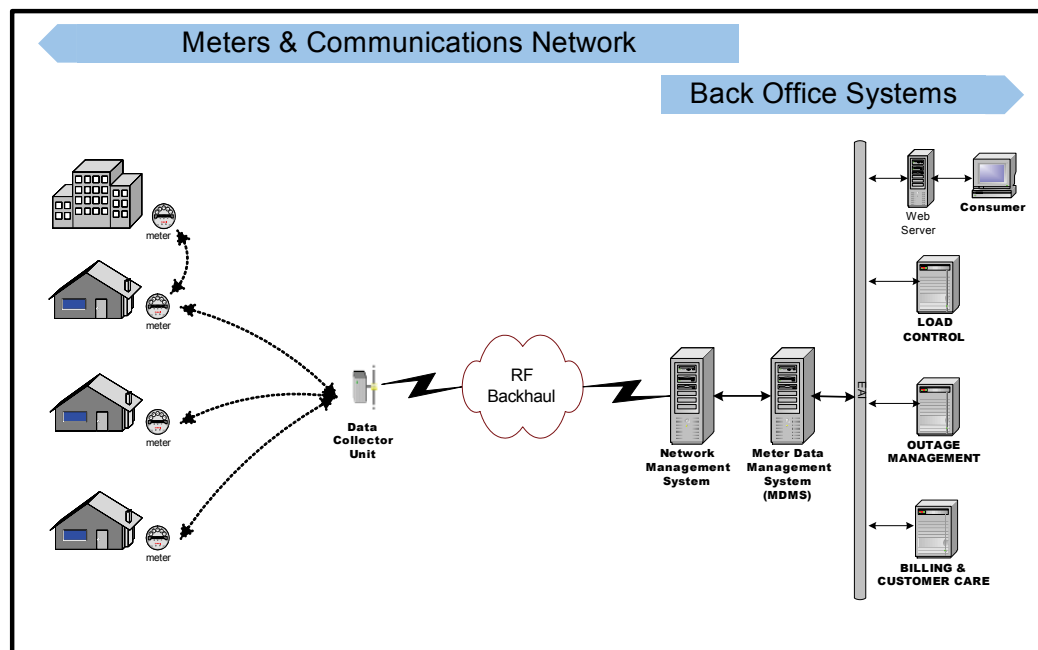 Meters & Communications Network
Back Office Systems
meter
meter
meter
meter
Data
Collector
Unit
RF
Backhaul
Network
Management
System
Meter Data
Management
System
(MDMS)
EAI
Web
Server
Consumer
LOAD
CONTROL
OUTAGE
MANAGEMENT
BILLING &
CUSTOMER CARE